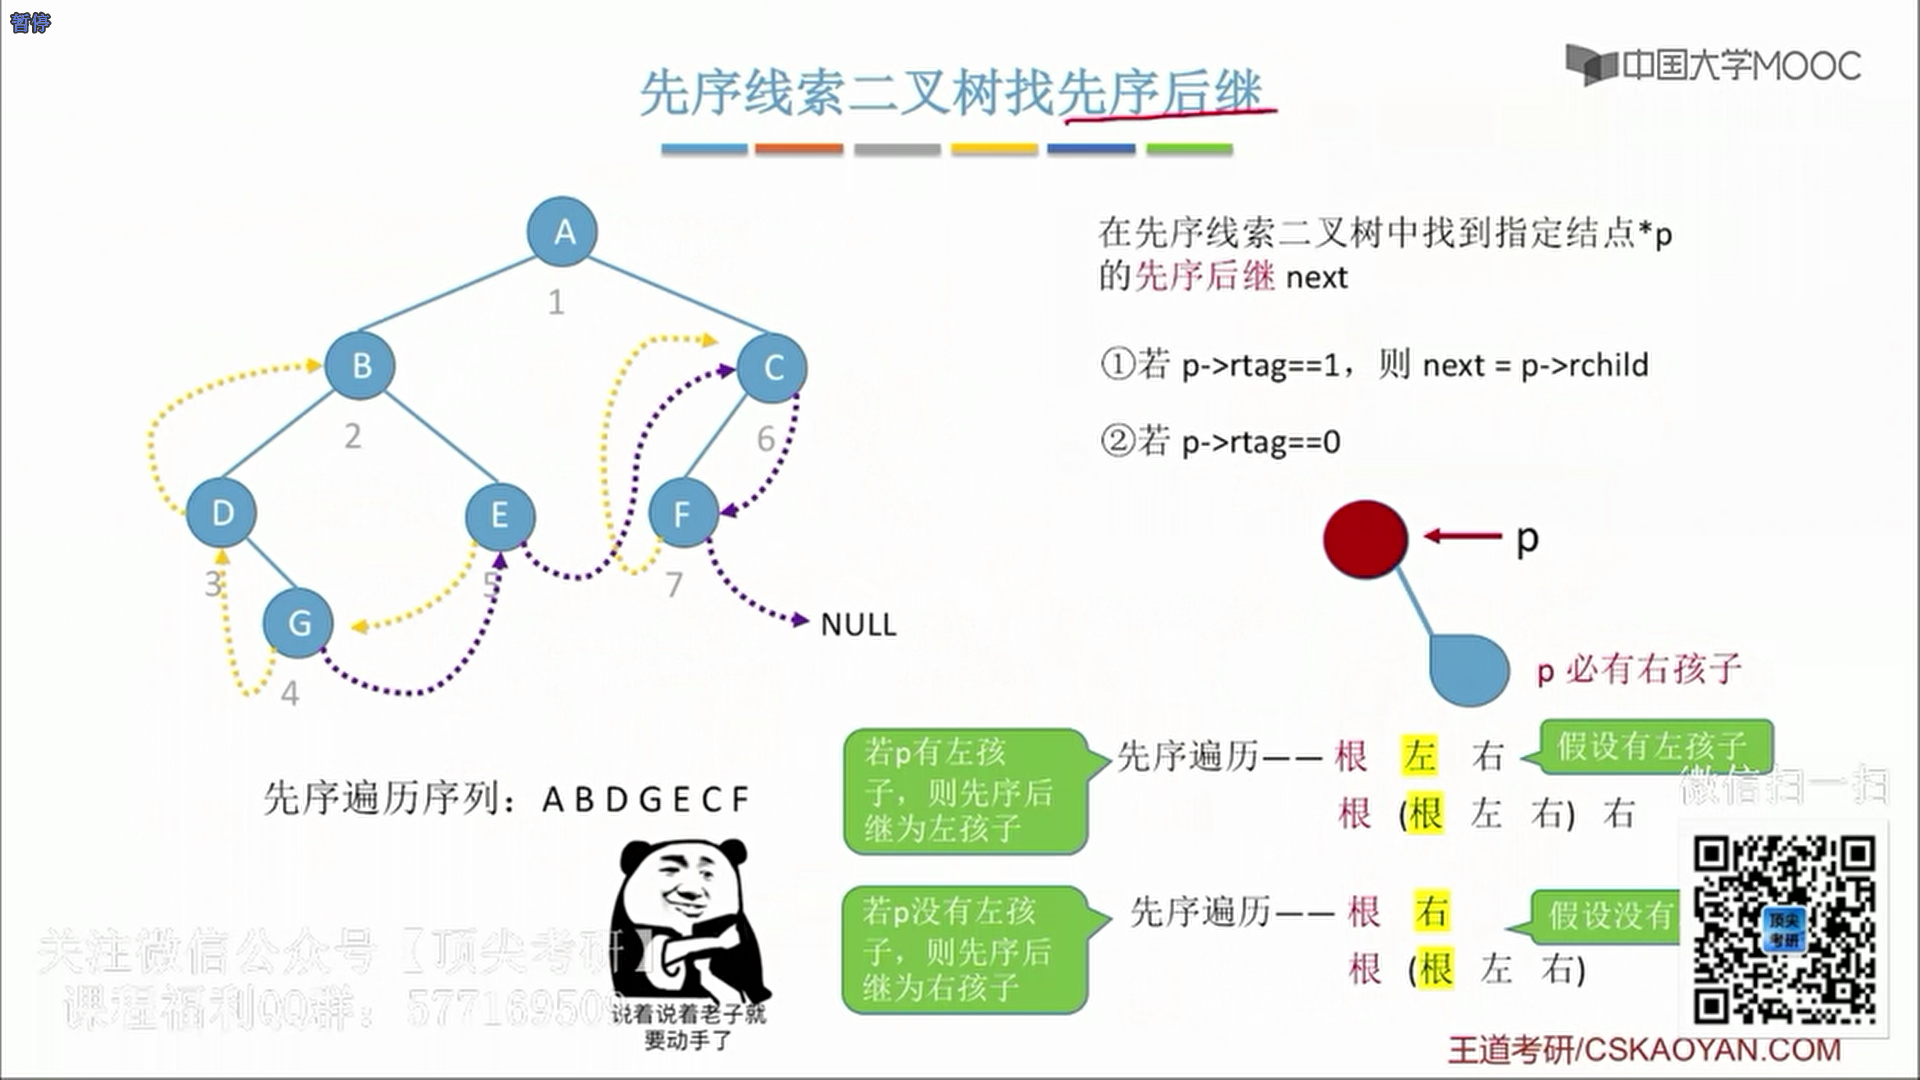 暂停
中国大学MOOC
先序线索二叉树找先序后继
A
1
B
C
2
6
D
E
F
3
5
7
G
NULL
4
先序遍历序列：A B D G E C F
在先序线索二叉树中找到指定结点*p
的先序后继 next
①若 p->rtag==1，则 next = p->rchild
②若 p->rtag==0
p
p 必有右孩子
若p有左孩
子，则先序后
继为左孩子
先序遍历—— 根 左 右
假设有左孩子
根 (根 左 右) 右
若p没有左孩
子，则先序后
继为右孩子
先序遍历—— 根 右
假设没有
根 (根 左 右)
微信扫一扫
顶尖
考研
关注微信公众号【顶尖考研】
课程福利QQ群：577169509
说着说着老子就
要动手了
王道考研/CSKAOYAN.COM